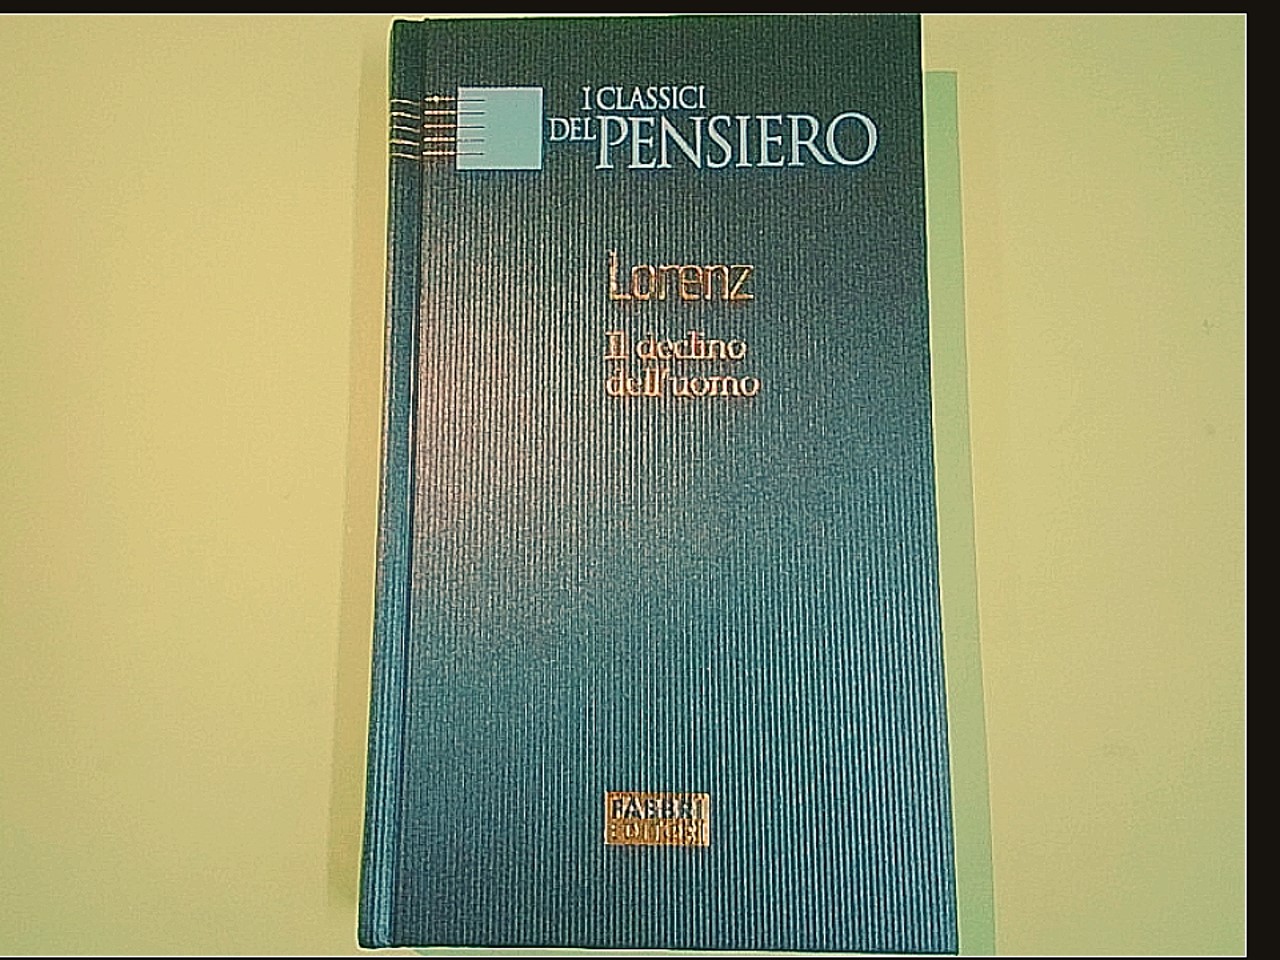 I CLASSICI
DEL PENSIERO
Lorenz
Il declino
dell'uomo
FABBRI
EDITORI